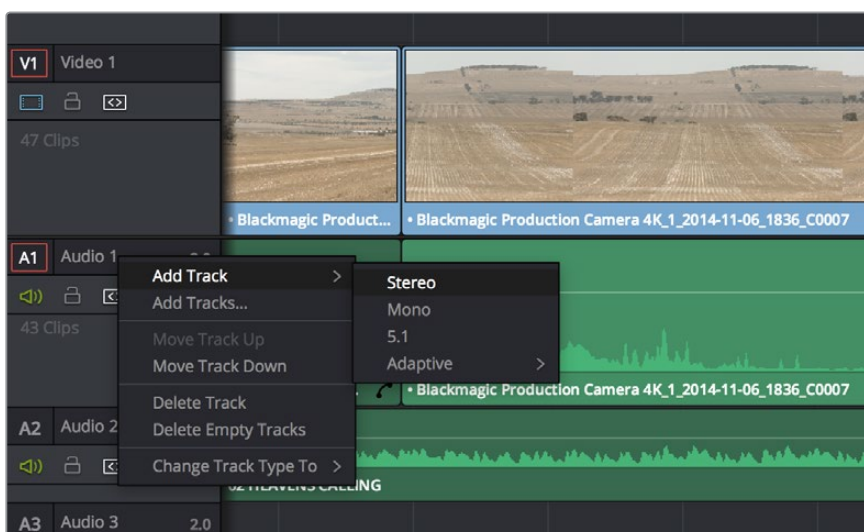 V1 Video 1
47 Clips
• Blackmagic Product...
• Blackmagic Production Camera 4K_1_2014-11-06_1836_C0007
A1 Audio 1
43 Clips
Add Track >
Add Tracks...
Move Track Up
Move Track Down
Delete Track
Delete Empty Tracks
Change Track Type To >
Stereo
Mono
5.1
Adaptive >
• Blackmagic Production Camera 4K_1_2014-11-06_1836_C0007
A2 Audio 2
HEAVENS CALLING
A3 Audio 3 2.0